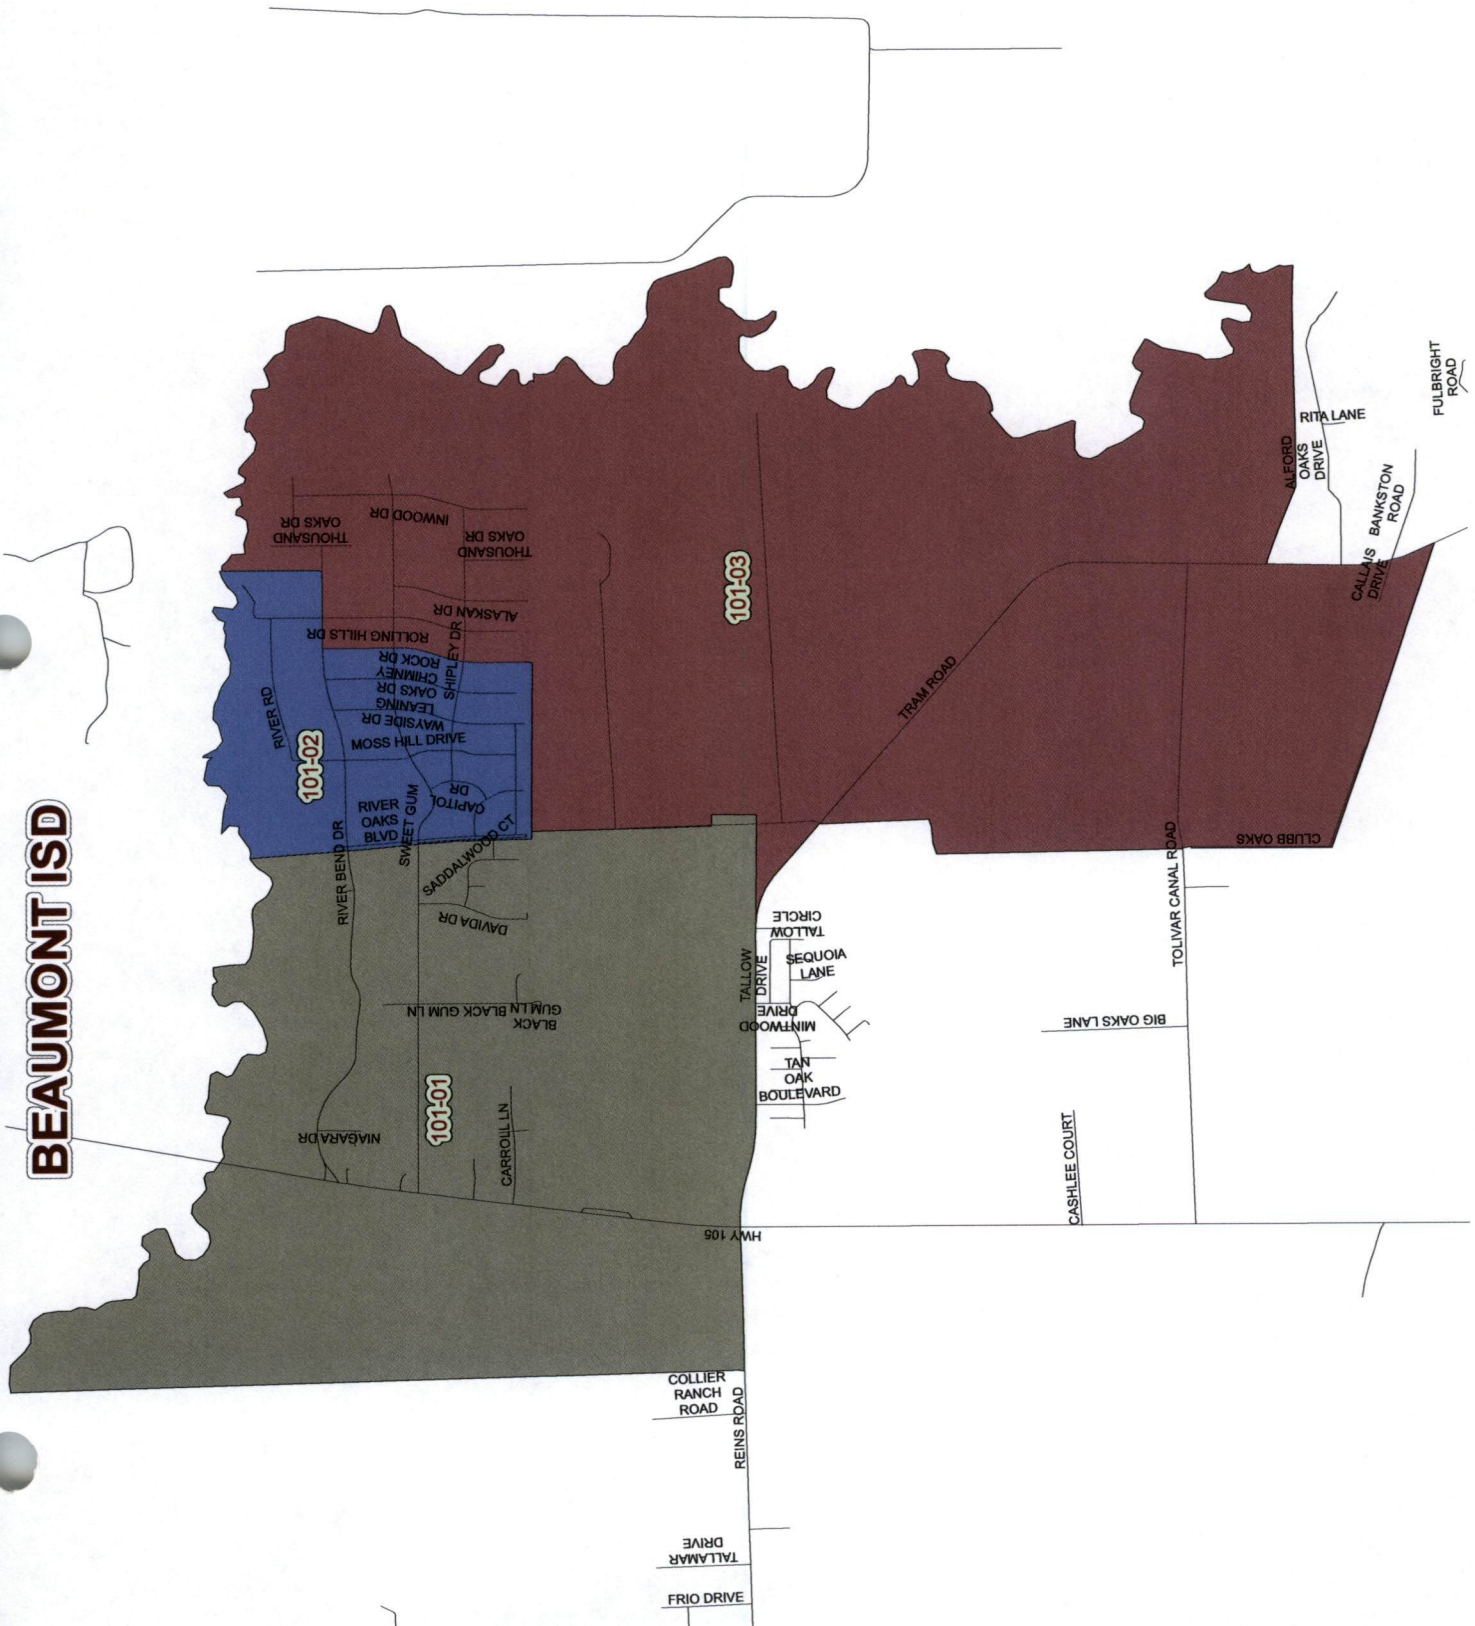 BEAUMONT ISD
THOUSAND
OAKS DR
INWOOD DR
THOUSAND
OAKS DR
ALASKAN DR
ROLLING HILLS DR
CHIMNEY
ROCK DR
SHIPLEY DR
LEANING
OAKS DR
WAYSIDE DR
MOSS HILL DRIVE
RIVER RD
101-02
CAPITOL
DR
RIVER
OAKS
BLVD
SWEET GUM
RIVER BEND DR
SADDALWOOD CT
DAVIDA DR
BLACK GUM LN
BLACK
GUM LN
101-01
NIAGARA DR
CARROLL LN
HWY 105
101-03
TRAM ROAD
ALFORD
OAKS
DRIVE
RITA LANE
FULBRIGHT
ROAD
BANKSTON
ROAD
CALLAIS
DRIVE
CLUBB OAKS
TOLIVAR CANAL ROAD
TALLOW
CIRCLE
TALLOW
DRIVE
SEQUOIA
LANE
MINTWOOD
DRIVE
TAN
OAK
BOULEVARD
BIG OAKS LANE
CASHLEE COURT
COLLIER
RANCH
ROAD
REINS ROAD
TALLAMAR
DRIVE
FRIO DRIVE